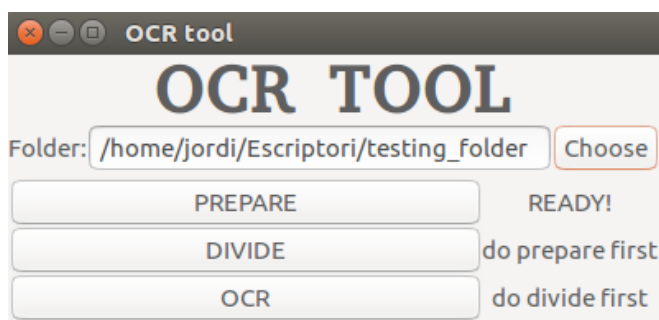 OCR tool
OCR TOOL
Folder: /home/jordi/Escriptori/testing_folder Choose
PREPARE READY!
DIVIDE do prepare first
OCR do divide first